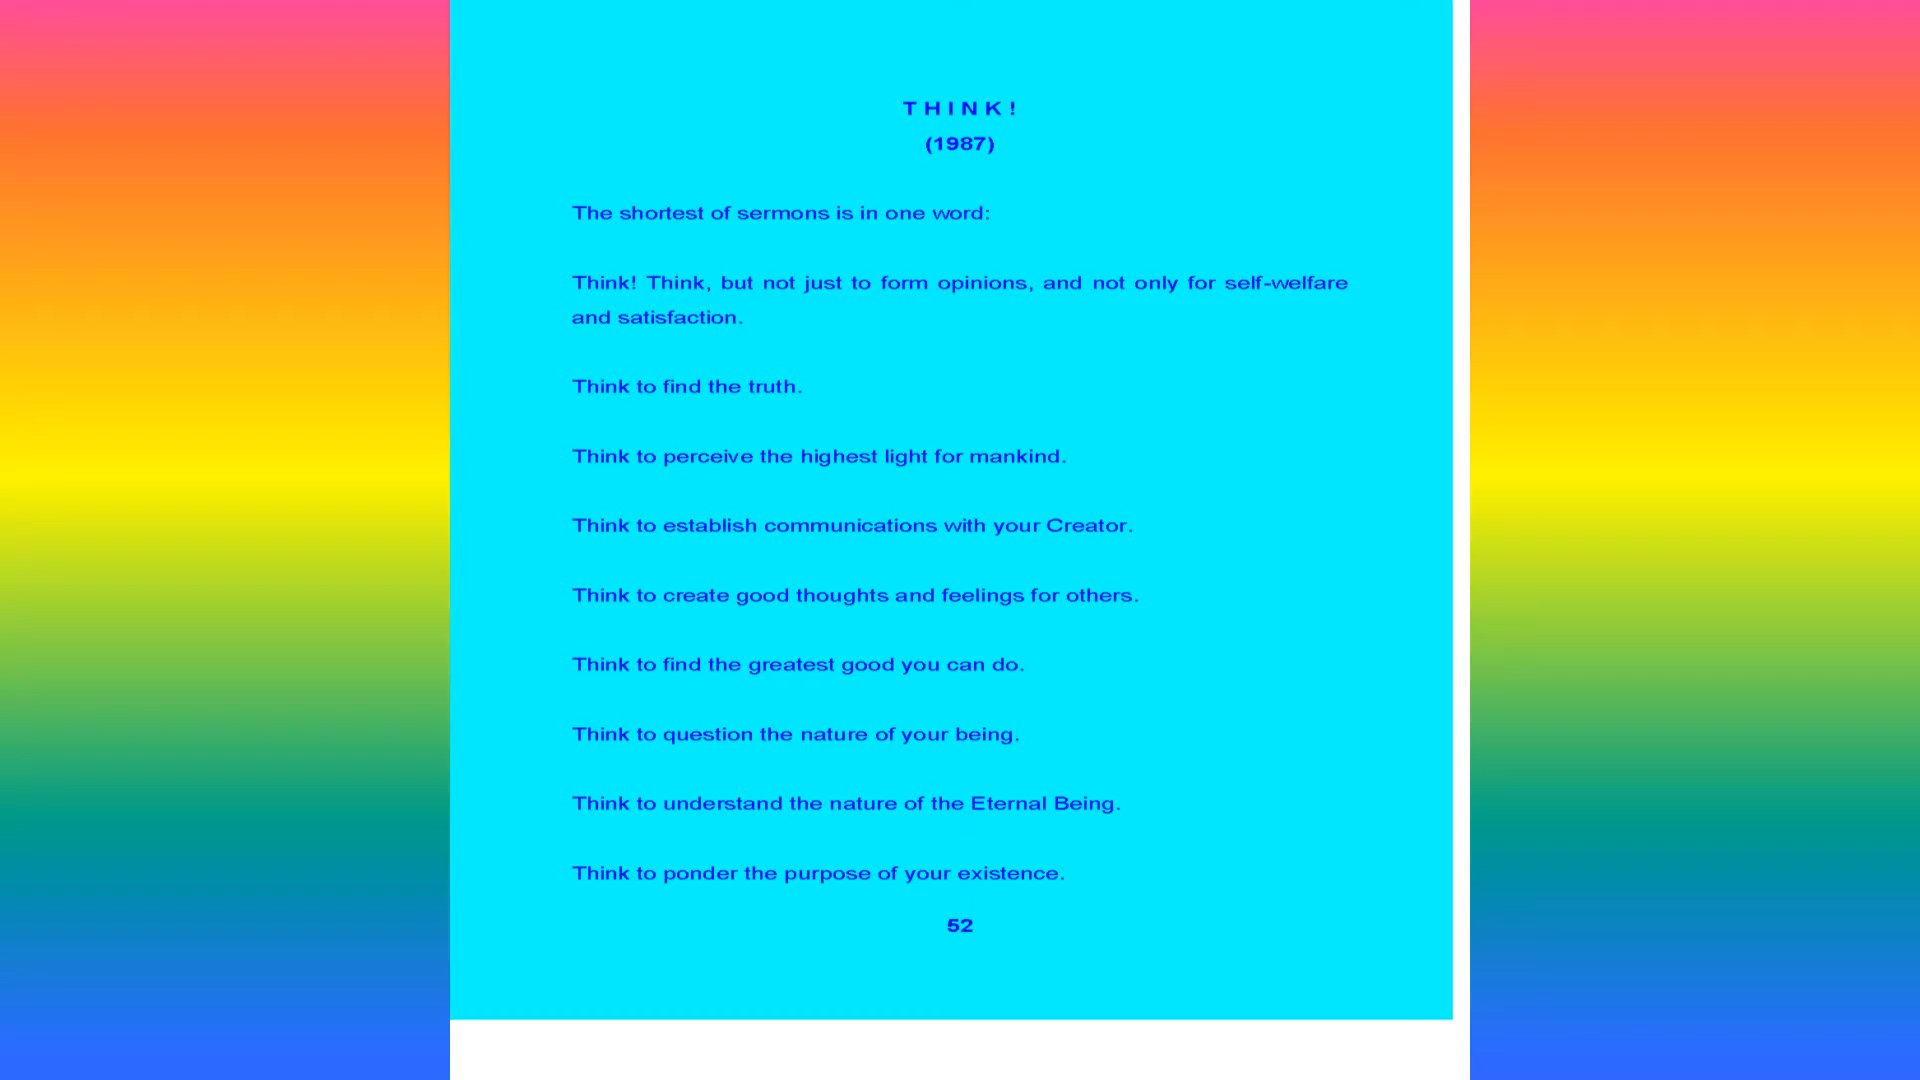 T H I N K !
(1987)
The shortest of sermons is in one word:
Think! Think, but not just to form opinions, and not only for self-welfare
and satisfaction.
Think to find the truth.
Think to perceive the highest light for mankind.
Think to establish communications with your Creator.
Think to create good thoughts and feelings for others.
Think to find the greatest good you can do.
Think to question the nature of your being.
Think to understand the nature of the Eternal Being.
Think to ponder the purpose of your existence.
52